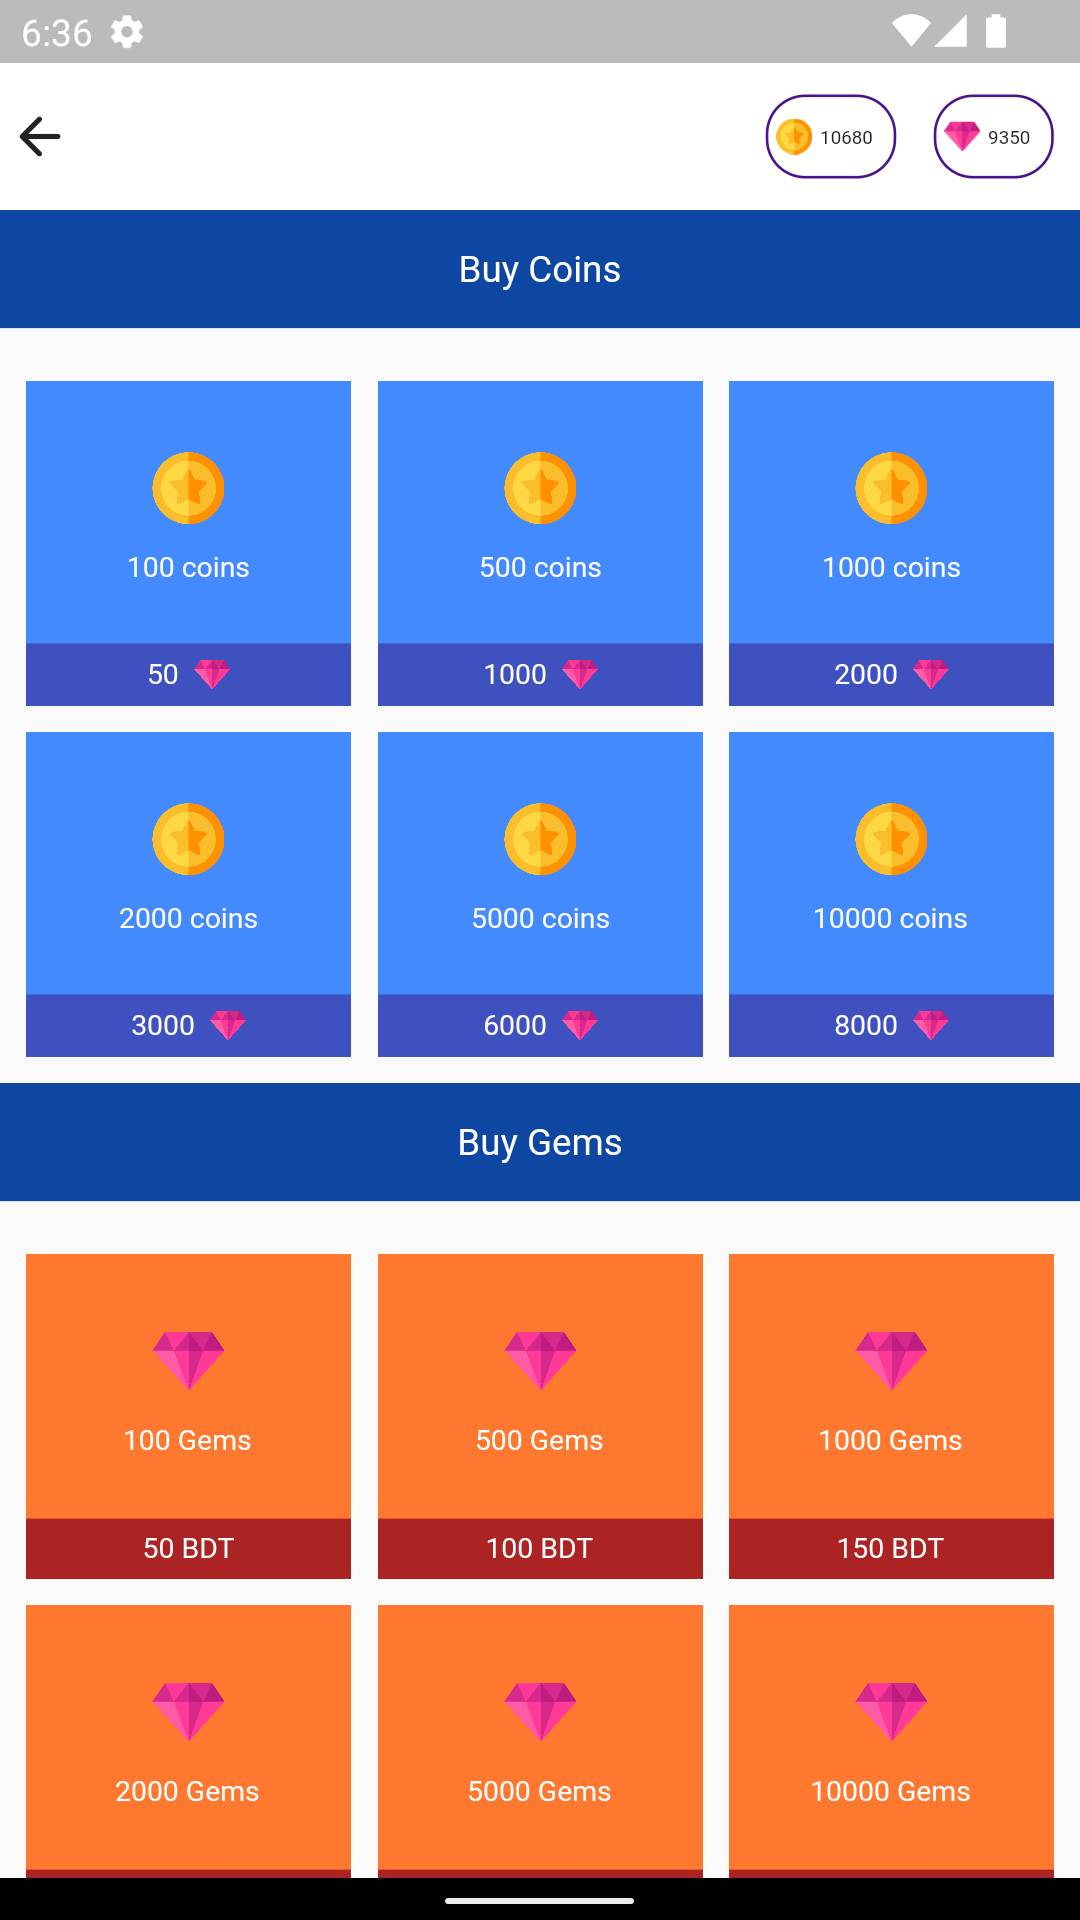 6:36
10680 9350
Buy Coins
100 coins 500 coins 1000 coins
50 1000 2000
2000 coins 5000 coins 10000 coins
3000 6000 8000
Buy Gems
100 Gems 500 Gems 1000 Gems
50 BDT 100 BDT 150 BDT
2000 Gems 5000 Gems 10000 Gems